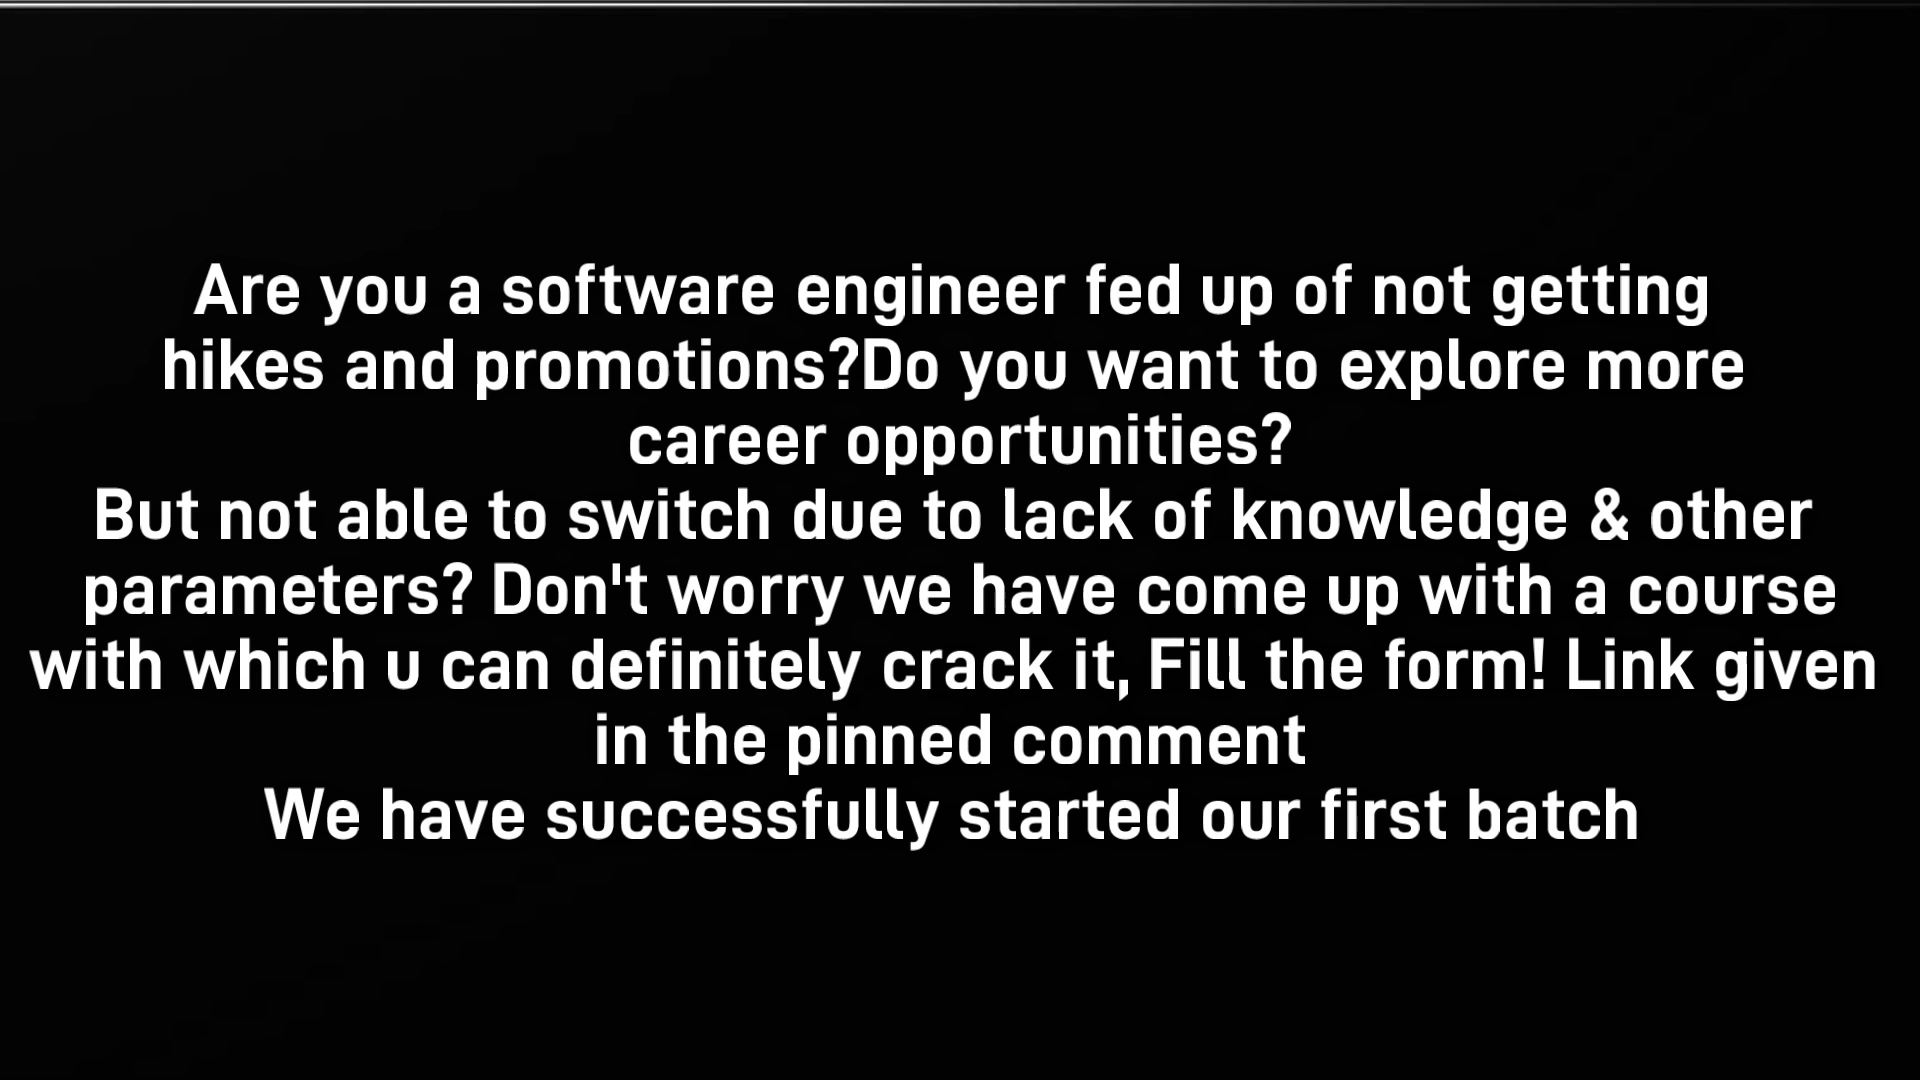 Are you a software engineer fed up of not getting
hikes and promotions?Do you want to explore more
career opportunities?
But not able to switch due to lack of knowledge & other
parameters? Don't worry we have come up with a course
with which u can definitely crack it, Fill the form! Link given
in the pinned comment
We have successfully started our first batch